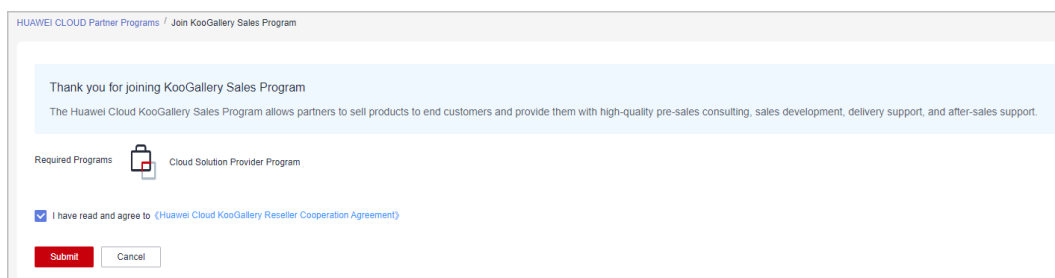 HUAWEI CLOUD Partner Programs / Join KooGallery Sales Program
Thank you for joining KooGallery Sales Program
The Huawei Cloud KooGallery Sales Program allows partners to sell products to end customers and provide them with high-quality pre-sales consulting, sales development, delivery support, and after-sales support.
Required Programs Cloud Solution Provider Program
I have read and agree to 《Huawei Cloud KooGallery Reseller Cooperation Agreement》
Submit Cancel